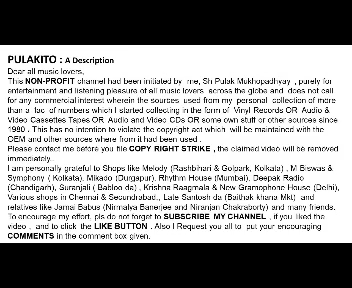 PULAKITO : A Description
Dear all music lovers,
This NON-PROFIT channel had been initiated by me, Sh Pulak Mukhopadhyay , purely for
entertainment and listening pleasure of all music lovers across the globe and does not call
for any commercial interest wherein the sources used from my personal collection of more
than a lac of numbers which I started collecting in the form of Vinyl Records OR Audio &
Video Cassettes Tapes OR Audio and Video CDs OR some own stuff or other sources since
1980 . This has no intention to violate the copyright act which will be maintained with the
OEM and other sources where from it had been used .
Please contact me before you file COPY RIGHT STRIKE , the claimed video will be removed
immediately..
I am personally grateful to Shops like Melody (Rashbihari & Golpark, Kolkata) , M Biswas &
Symphony ( Kolkata), Mikado (Durgapur), Rhythm House (Mumbai), Deepak Radio
(Chandigarh), Suranjali ( Babloo da) , Krishna Raagmala & New Gramophone House (Delhi),
Various shops in Chennai & Secundrabad., Late Santosh da (Baithak khana Mkt) and
relatives like Jamai Babus (Nirmalya Banerjee and Niranjan Chakraborty) and many friends.
To encourage my effort, pls do not forget to SUBSCRIBE MY CHANNEL , if you liked the
video , and to click the LIKE BUTTON . Also I Request you all to put your encouraging
COMMENTS in the comment box given.